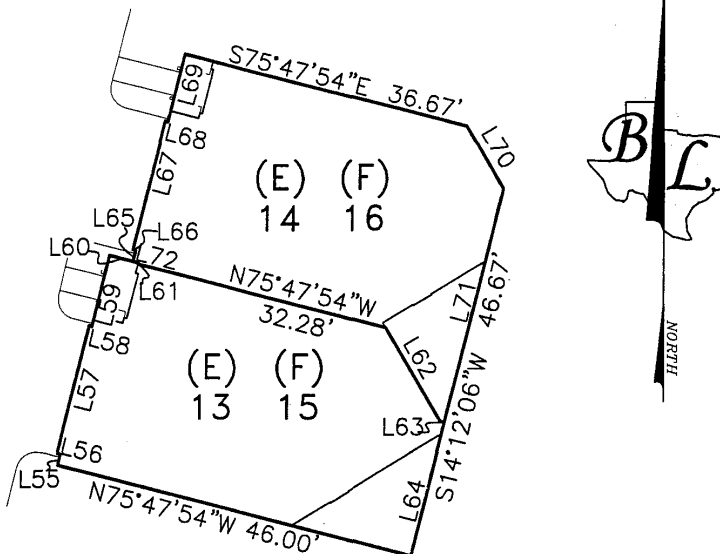 S75°47'54"E 36.67'
L69
L70
L68
L67
(E) (F)
14 16
L65
L66
L60
L72
L61
N75°47'54"W
32.28'
L71
S14°12'06"W 46.67'
L59
L58
L62
(E) (F)
13 15
L57
L63
L56
L55
L64
N75°47'54"W 46.00'
B L
NORTH